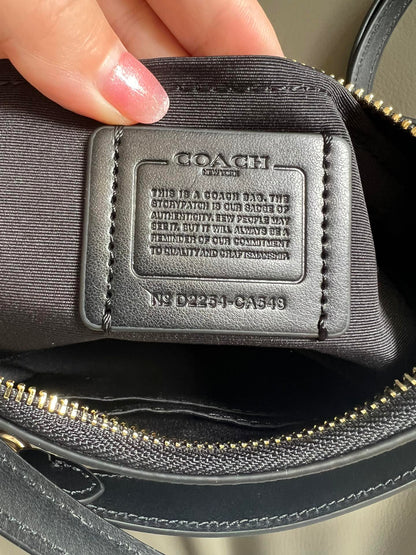 COACH
NEW YORK
THIS IS A COACH BAG. THE
STORYPATCH IS OUR BADGE OF
AUTHENTICITY. FEW PEOPLE MAY
SEE IT. BUT IT WILL ALWAYS BE A
REMINDER OF OUR COMMITMENT
TO QUALITY AND CRAFTSMANSHIP.
Nº D2254-CA548